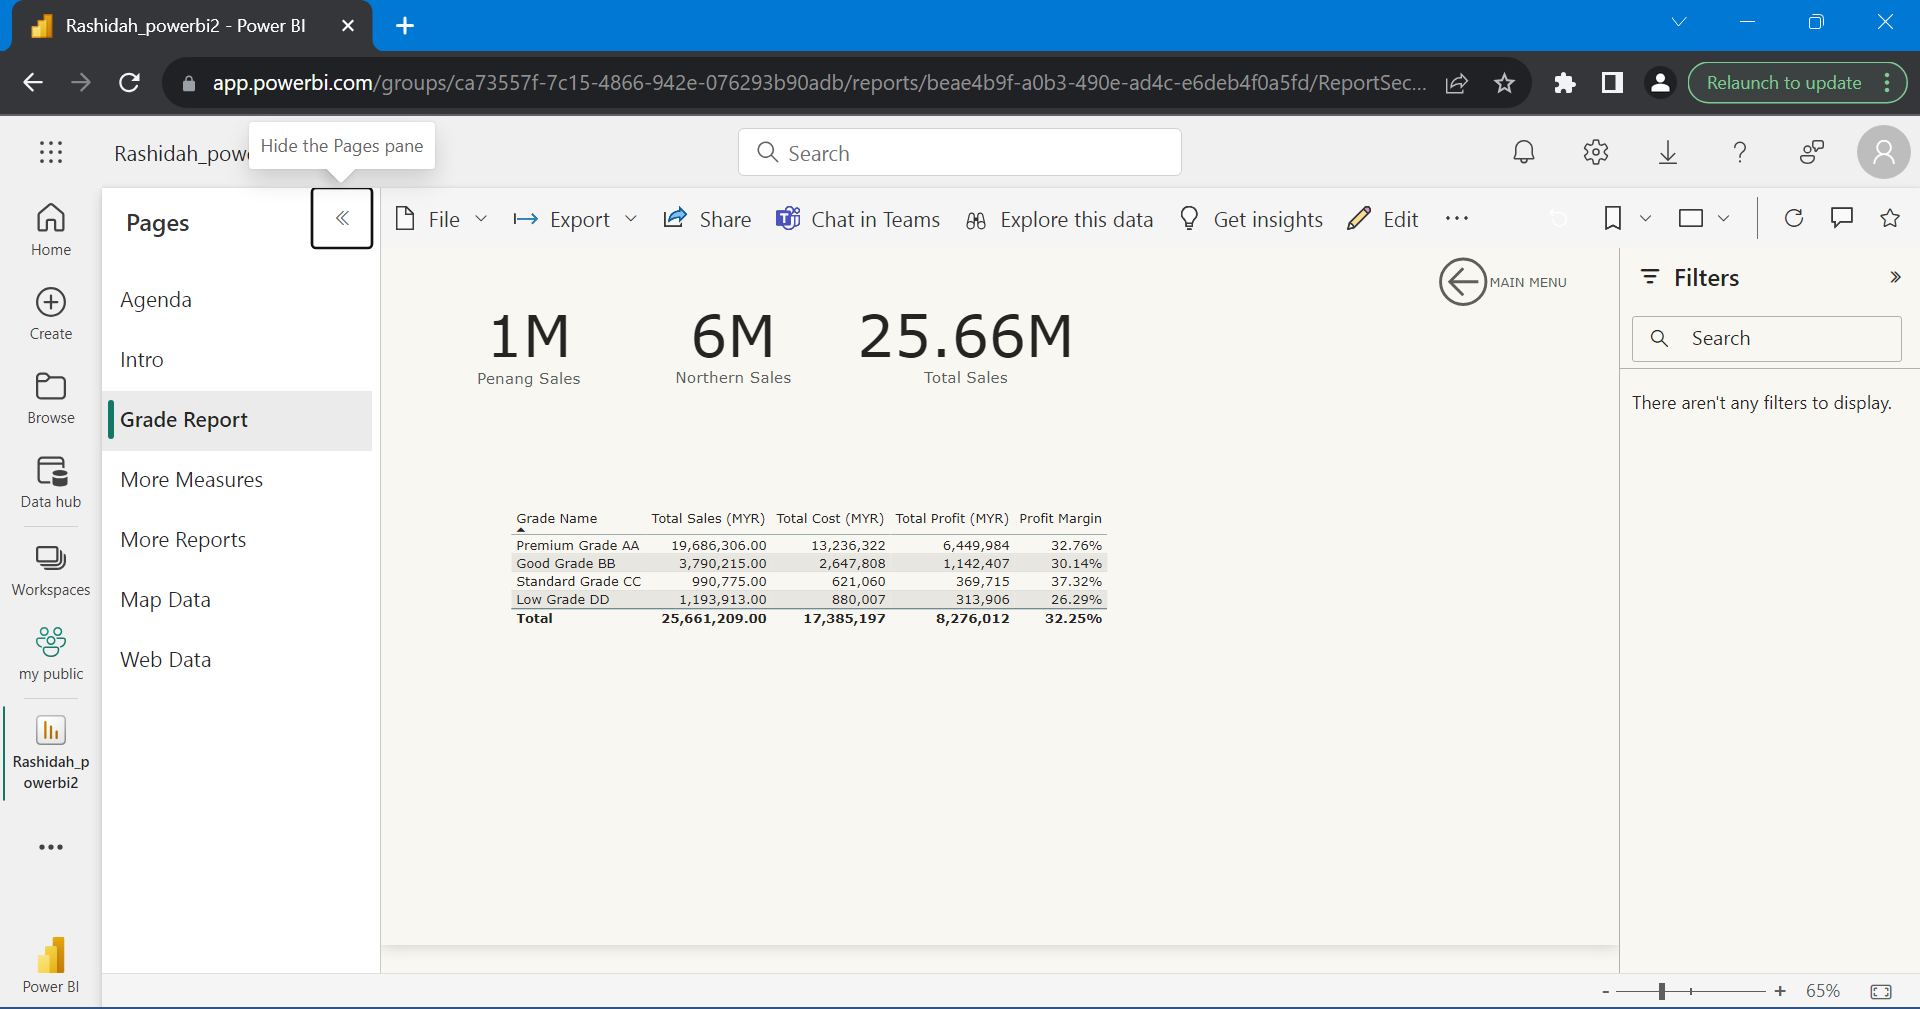 Rashidah_powerbi2 - Power BI
app.powerbi.com/groups/ca73557f-7c15-4866-942e-076293b90adb/reports/beae4b9f-a0b3-490e-ad4c-e6deb4f0a5fd/ReportSec...
Relaunch to update
Rashidah_pow
Hide the Pages pane
Search
Home
Create
Browse
Data hub
Workspaces
my public
Rashidah_p
owerbi2
Power BI
Pages
Agenda
Intro
Grade Report
More Measures
More Reports
Map Data
Web Data
File Export Share Chat in Teams Explore this data Get insights Edit
MAIN MENU
1M 6M 25.66M
Penang Sales Northern Sales Total Sales
Grade Name Total Sales (MYR) Total Cost (MYR) Total Profit (MYR) Profit Margin
Premium Grade AA 19,686,306.00 13,236,322 6,449,984 32.76%
Good Grade BB 3,790,215.00 2,647,808 1,142,407 30.14%
Standard Grade CC 990,775.00 621,060 369,715 37.32%
Low Grade DD 1,193,913.00 880,007 313,906 26.29%
Total 25,661,209.00 17,385,197 8,276,012 32.25%
Filters
Search
There aren't any filters to display.
- + 65%